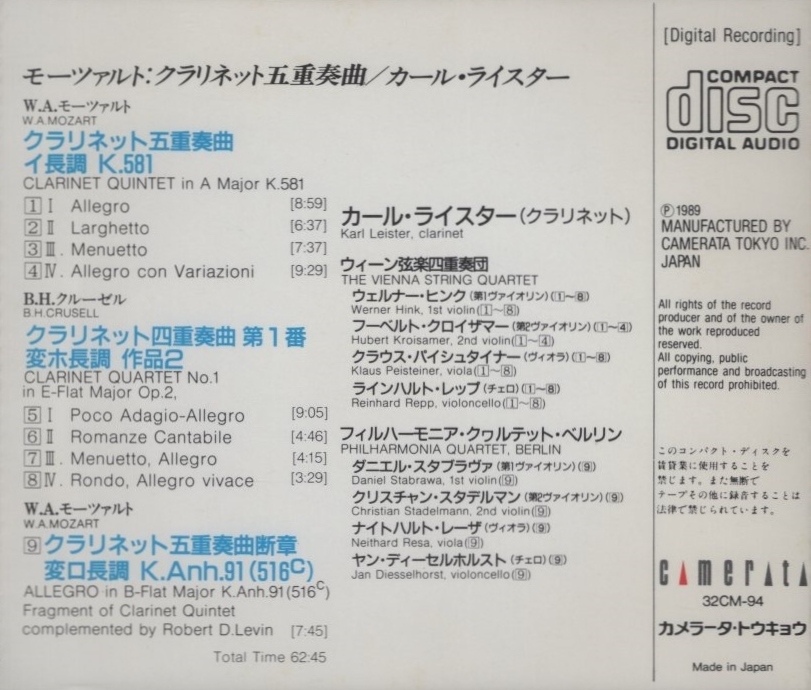 モーツァルト:クラリネット五重奏曲/カール・ライスター
W.A.モーツァルト
W.A.MOZART
クラリネット五重奏曲
イ長調 K.581
CLARINET QUINTET in A Major K.581
1 I Allegro [8:59]
2 II Larghetto [6:37]
3 III. Menuetto [7:37]
4 IV. Allegro con Variazioni [9:29]
B.H.クルーゼル
B.H.CRUSELL
クラリネット四重奏曲 第1番
変ホ長調 作品2
CLARINET QUARTET No.1
in E-Flat Major Op.2,
5 I Poco Adagio-Allegro [9:05]
6 II Romanze Cantabile [4:46]
7 III. Menuetto, Allegro [4:15]
8 IV. Rondo, Allegro vivace [3:29]
W.A.モーツァルト
W.A.MOZART
9 クラリネット五重奏曲断章
変ロ長調 K.Anh.91(516c)
ALLEGRO in B-Flat Major K.Anh.91(516c)
Fragment of Clarinet Quintet
complemented by Robert D.Levin [7:45]
Total Time 62:45
カール・ライスター(クラリネット)
Karl Leister, clarinet
ウィーン弦楽四重奏団
THE VIENNA STRING QUARTET
ウェルナー・ヒンク(第1ヴァイオリン)(1~8)
Werner Hink, 1st violin(1~8)
フーベルト・クロイザマー(第2ヴァイオリン)(1~4)
Hubert Kroisamer, 2nd violin(1~4)
クラウス・パイシュタイナー(ヴィオラ)(1~8)
Klaus Peisteiner, viola(1~8)
ラインハルト・レップ(チェロ)(1~8)
Reinhard Repp, violoncello(1~8)
フィルハーモニア・クヮルテット・ベルリン
PHILHARMONIA QUARTET, BERLIN
ダニエル・スタブラヴァ(第1ヴァイオリン)(9)
Daniel Stabrawa, 1st violin(9)
クリスチャン・スタデルマン(第2ヴァイオリン)(9)
Christian Stadelmann, 2nd violin(9)
ナイトハルト・レーザ(ヴィオラ)(9)
Neithard Resa, viola(9)
ヤン・ディーセルホルスト(チェロ)(9)
Jan Diesselhorst, violoncello(9)
[Digital Recording]
COMPACT
disc
DIGITAL AUDIO
℗1989
MANUFACTURED BY
CAMERATA TOKYO INC.
JAPAN
All rights of the record
producer and of the owner of
the work reproduced
reserved.
All copying, public
performance and broadcasting
of this record prohibited.
このコンパクト・ディスクを
賃貸業に使用することを
禁じます。また無断で
テープその他に録音することは
法律で禁じられています。
camerata
32CM-94
カメラータ・トウキョウ
Made in Japan